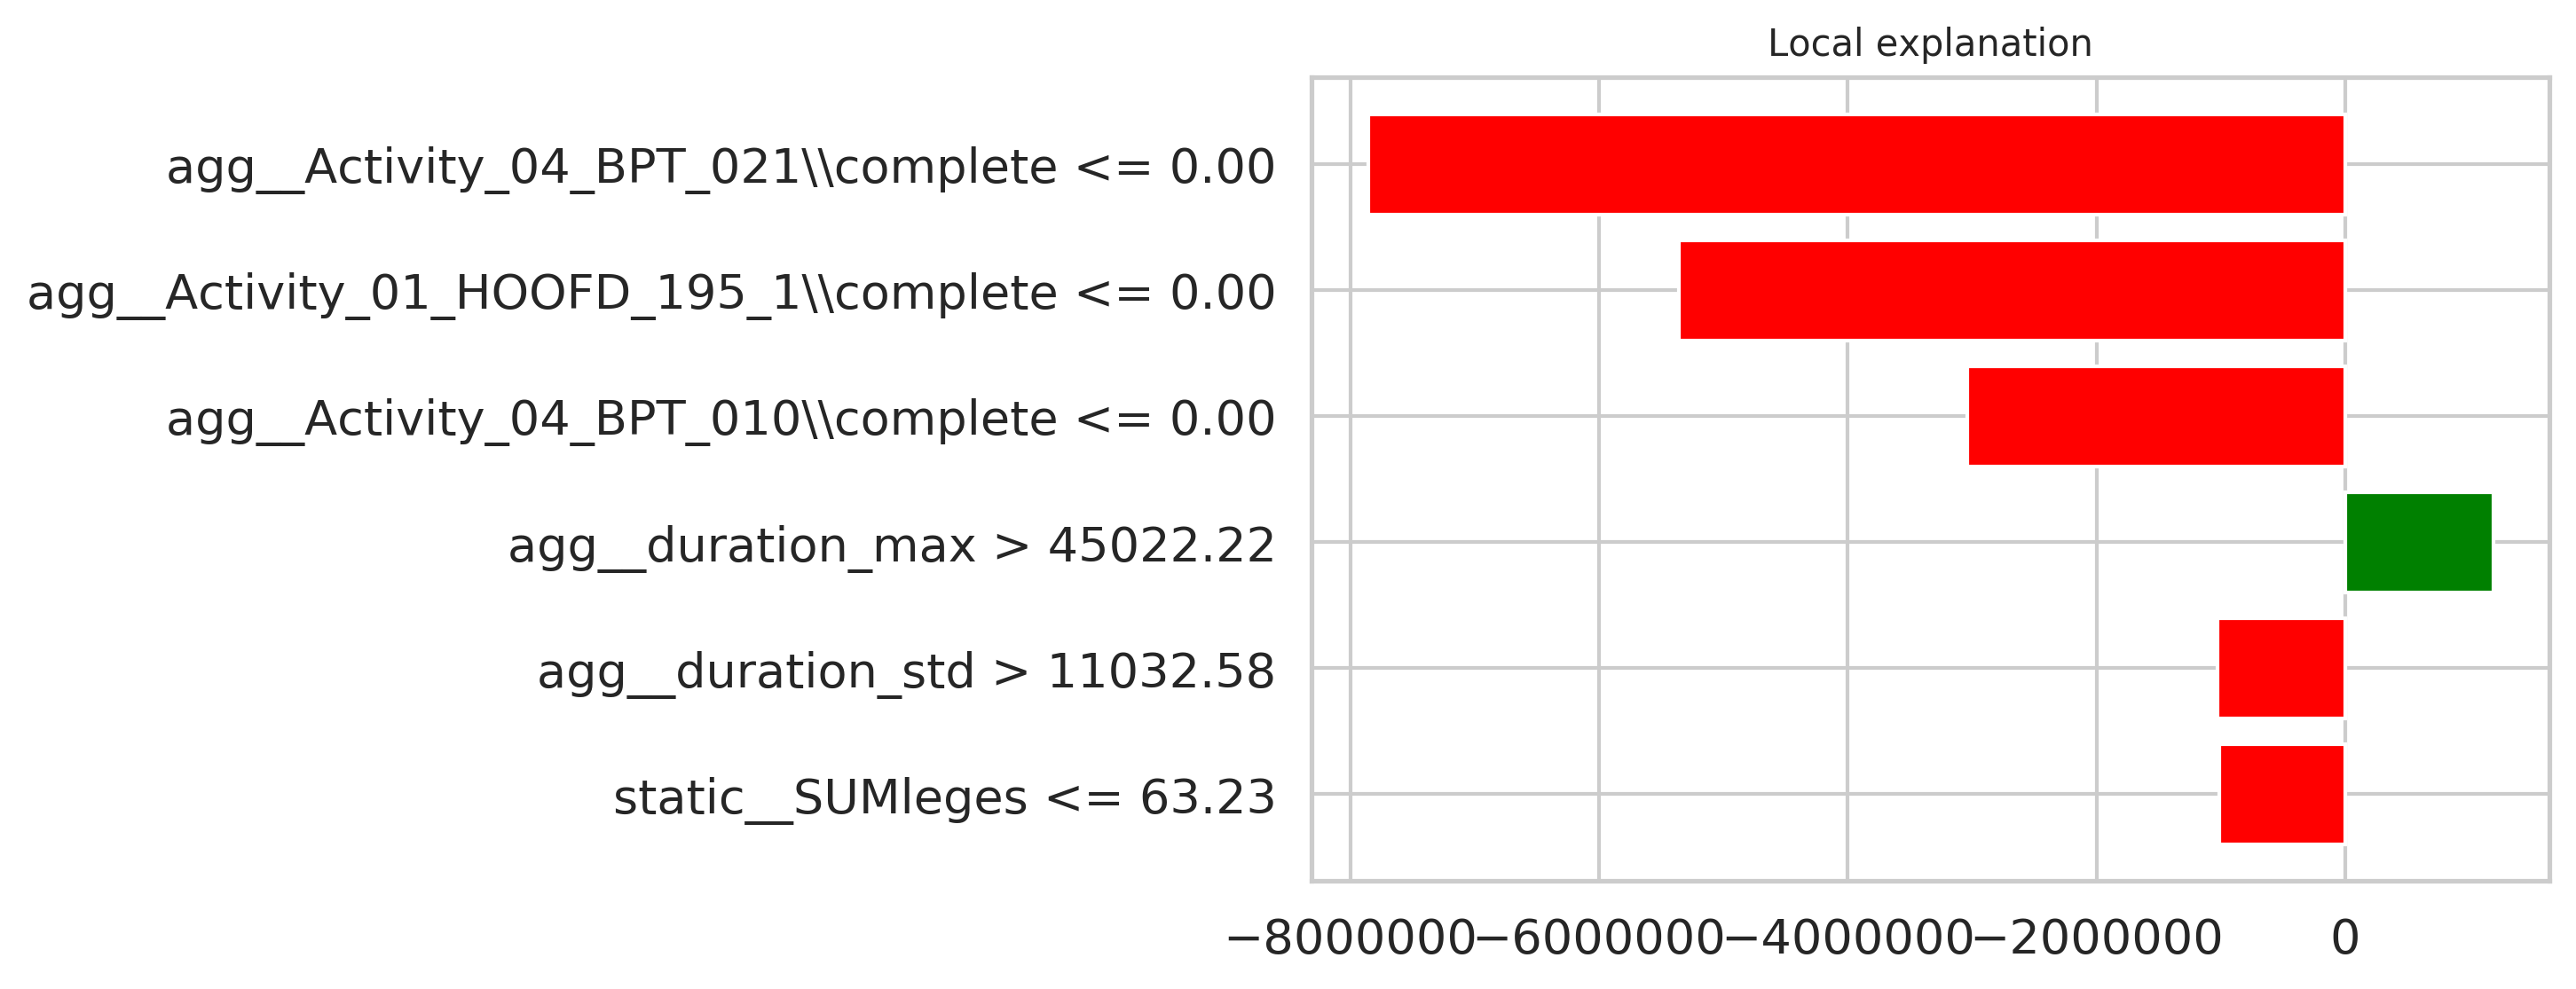 Local explanation
agg__Activity_04_BPT_021\\complete <= 0.00
agg__Activity_01_HOOFD_195_1\\complete <= 0.00
agg__Activity_04_BPT_010\\complete <= 0.00
agg__duration_max > 45022.22
agg__duration_std > 11032.58
static__SUMleges <= 63.23
−8000000 −6000000 −4000000 −2000000 0